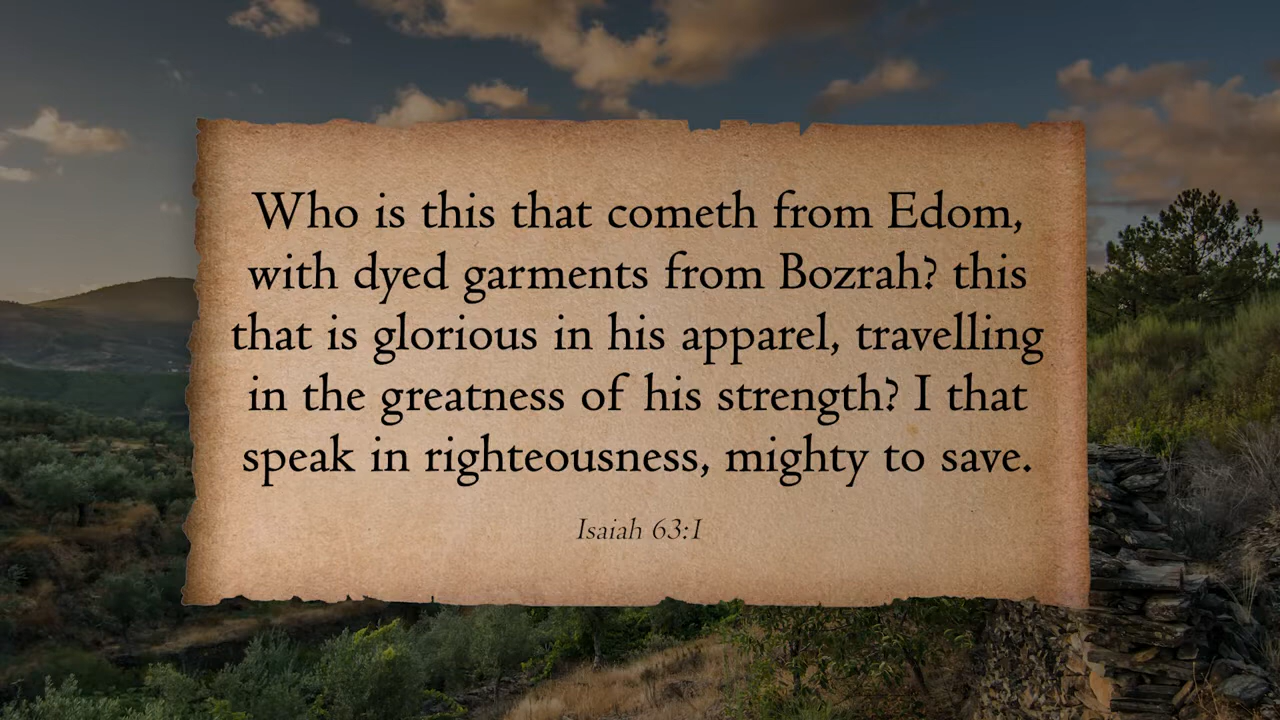 Who is this that cometh from Edom,
with dyed garments from Bozrah? this
that is glorious in his apparel, travelling
in the greatness of his strength? I that
speak in righteousness, mighty to save.
Isaiah 63:1